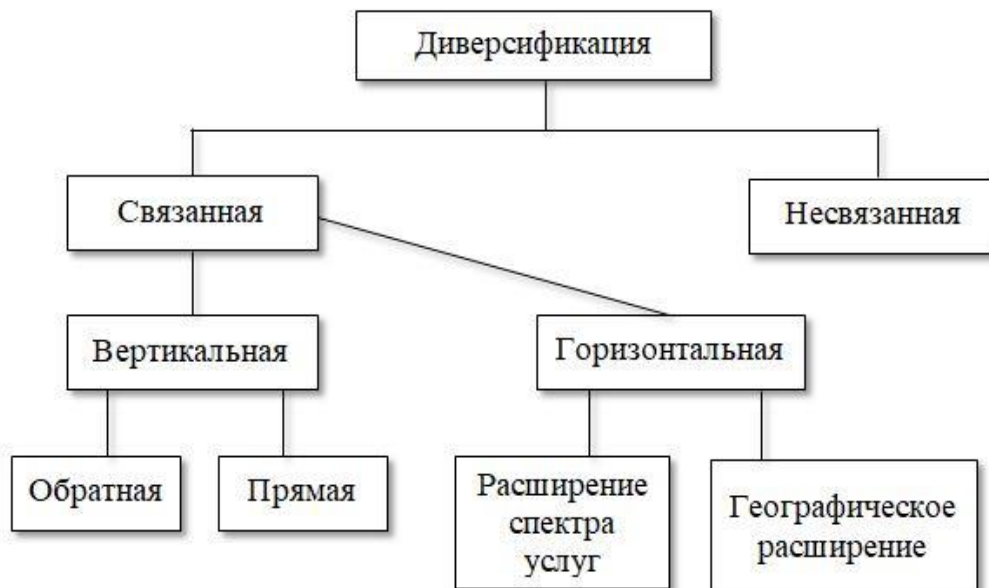 Диверсификация
Связанная
Несвязанная
Вертикальная
Горизонтальная
Обратная
Прямая
Расширение
спектра
услуг
Географическое
расширение